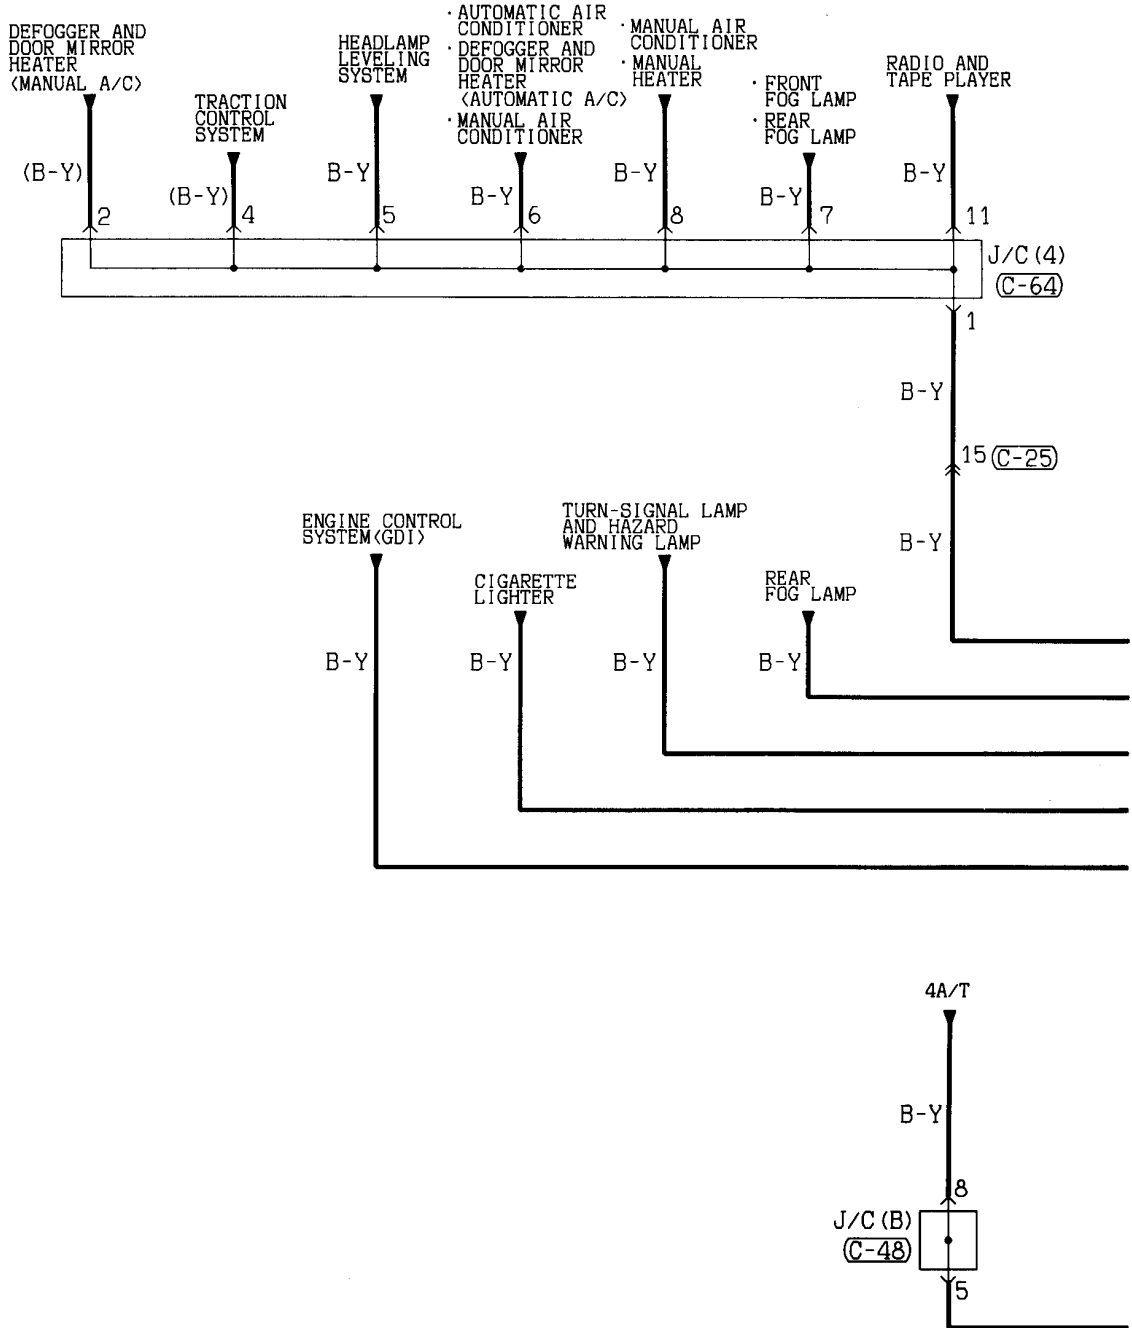 DEFOGGER AND
DOOR MIRROR
HEATER
<MANUAL A/C>
TRACTION
CONTROL
SYSTEM
HEADLAMP
LEVELING
SYSTEM
·AUTOMATIC AIR
CONDITIONER
·DEFOGGER AND
DOOR MIRROR
HEATER
<AUTOMATIC A/C>
·MANUAL AIR
CONDITIONER
·MANUAL AIR
CONDITIONER
·MANUAL
HEATER
·FRONT
FOG LAMP
·REAR
FOG LAMP
RADIO AND
TAPE PLAYER
(B-Y)
(B-Y)
B-Y
B-Y
B-Y
B-Y
B-Y
2
4
5
6
8
7
11
J/C(4)
C-64
1
B-Y
15
C-25
B-Y
ENGINE CONTROL
SYSTEM<GDI>
CIGARETTE
LIGHTER
TURN-SIGNAL LAMP
AND HAZARD
WARNING LAMP
REAR
FOG LAMP
B-Y
B-Y
B-Y
B-Y
4A/T
B-Y
8
J/C(B)
C-48
5